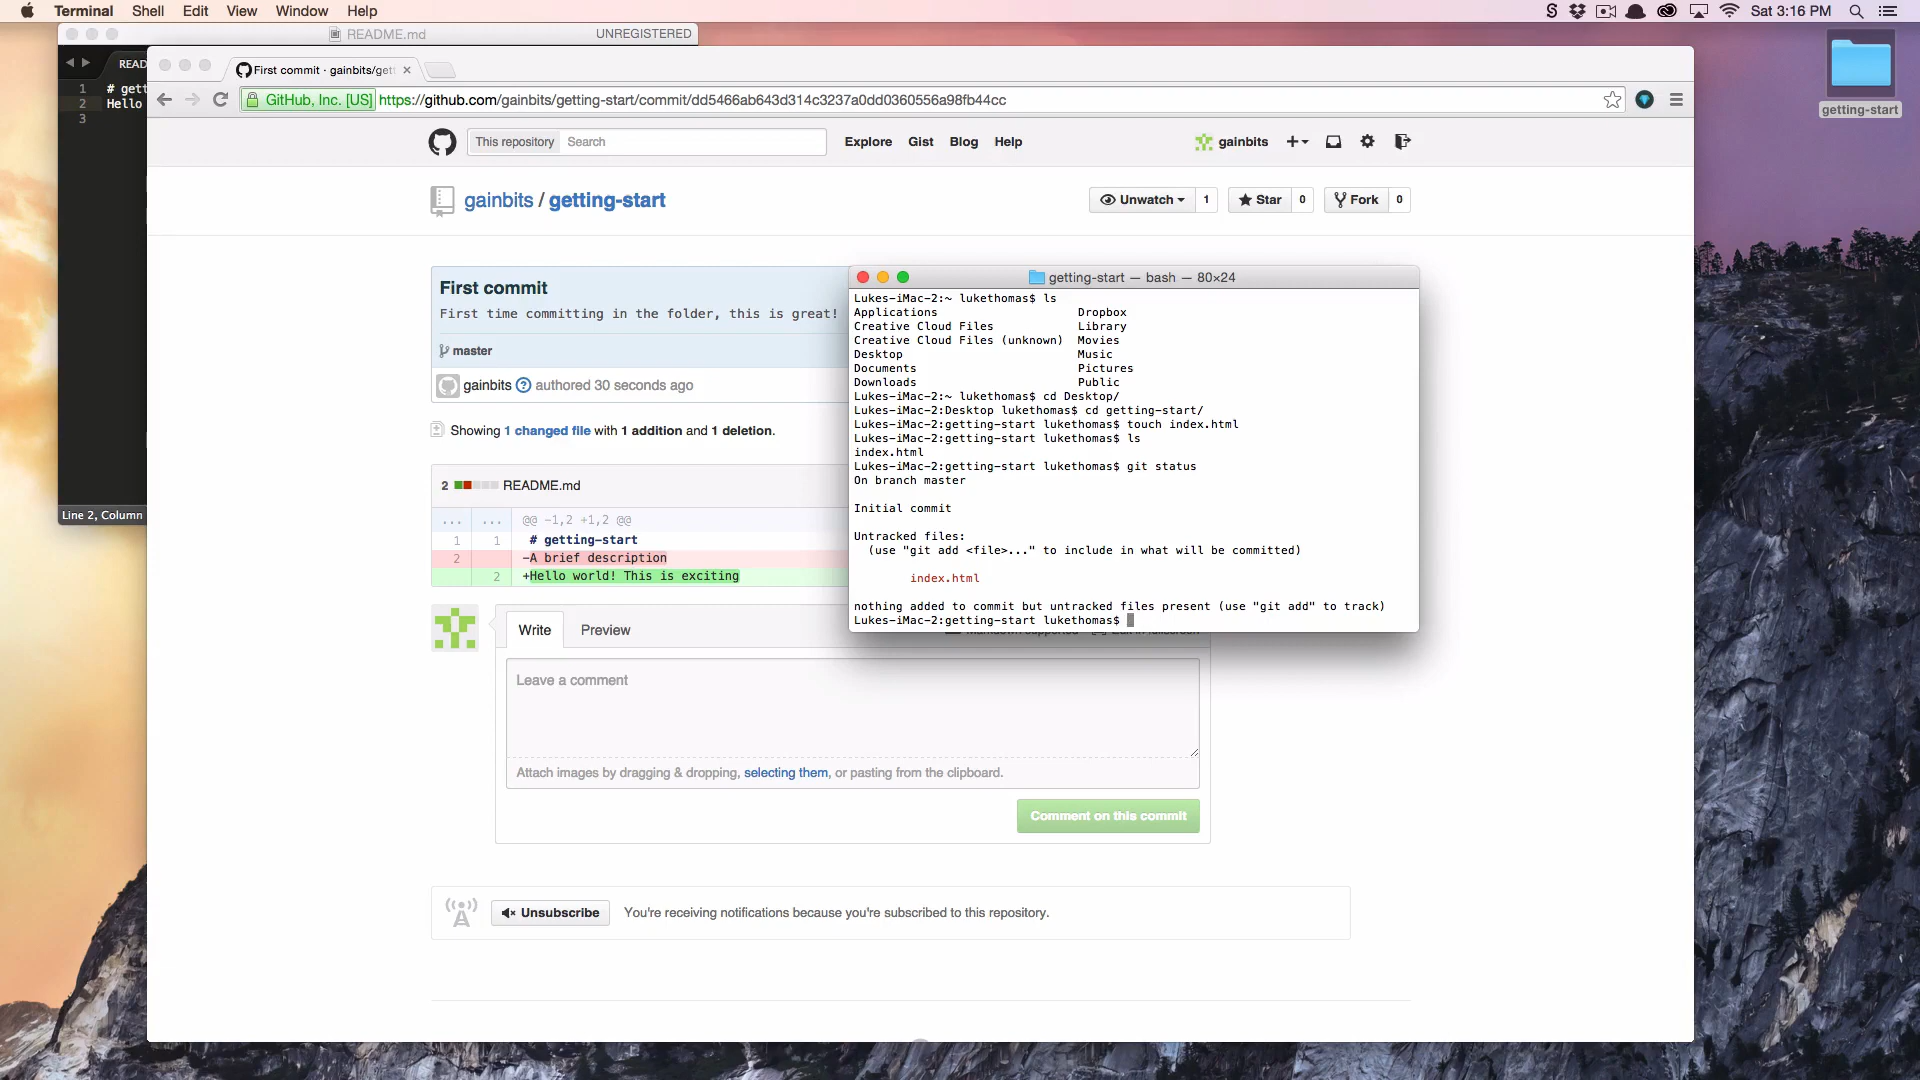 Terminal Shell Edit View Window Help
S Sat 3:16 PM
README.md UNREGISTERED
READ
1 # gett
2 Hello
3
Line 2, Column
First commit · gainbits/get
GitHub, Inc. [US] https://github.com/gainbits/getting-start/commit/dd5466ab643d314c3237a0dd0360556a98fb44cc
getting-start
This repository Search Explore Gist Blog Help gainbits
gainbits / getting-start
Unwatch 1 Star 0 Fork 0
First commit
First time committing in the folder, this is great!
master
gainbits ? authored 30 seconds ago
Showing 1 changed file with 1 addition and 1 deletion.
2 README.md
... ... @@ -1,2 +1,2 @@
1 1 # getting-start
2 -A brief description
2 +Hello world! This is exciting
Write Preview
Leave a comment
Attach images by dragging & dropping, selecting them, or pasting from the clipboard.
Comment on this commit
Unsubscribe You're receiving notifications because you're subscribed to this repository.
getting-start — bash — 80×24
Lukes-iMac-2:~ lukethomas$ ls
Applications Dropbox
Creative Cloud Files Library
Creative Cloud Files (unknown) Movies
Desktop Music
Documents Pictures
Downloads Public
Lukes-iMac-2:~ lukethomas$ cd Desktop/
Lukes-iMac-2:Desktop lukethomas$ cd getting-start/
Lukes-iMac-2:getting-start lukethomas$ touch index.html
Lukes-iMac-2:getting-start lukethomas$ ls
index.html
Lukes-iMac-2:getting-start lukethomas$ git status
On branch master
Initial commit
Untracked files:
(use "git add <file>..." to include in what will be committed)
index.html
nothing added to commit but untracked files present (use "git add" to track)
Lukes-iMac-2:getting-start lukethomas$